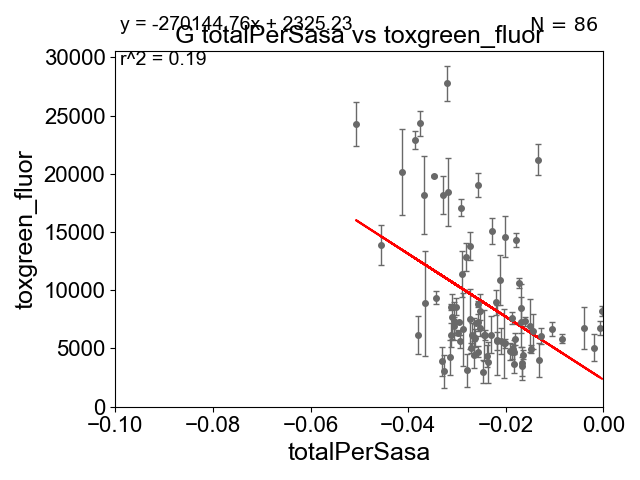 y = -270144.76x + 2325.23
N = 86
G totalPerSasa vs toxgreen_fluor
r^2 = 0.19
30000
25000
20000
15000
10000
5000
0
toxgreen_fluor
−0.10 −0.08 −0.06 −0.04 −0.02 0.00
totalPerSasa